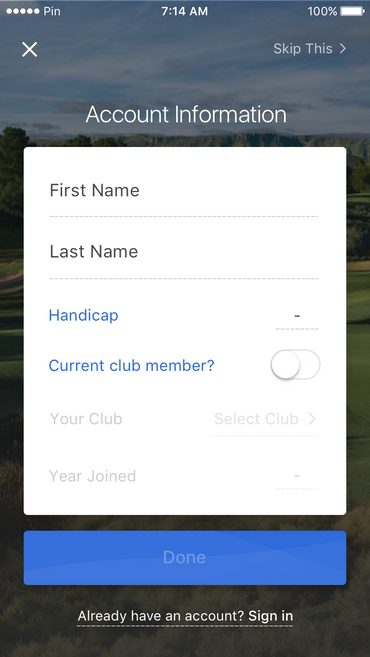 Pin 7:14 AM 100%
Skip This
Account Information
First Name
Last Name
Handicap -
Current club member?
Your Club Select Club
Year Joined -
Done
Already have an account? Sign in